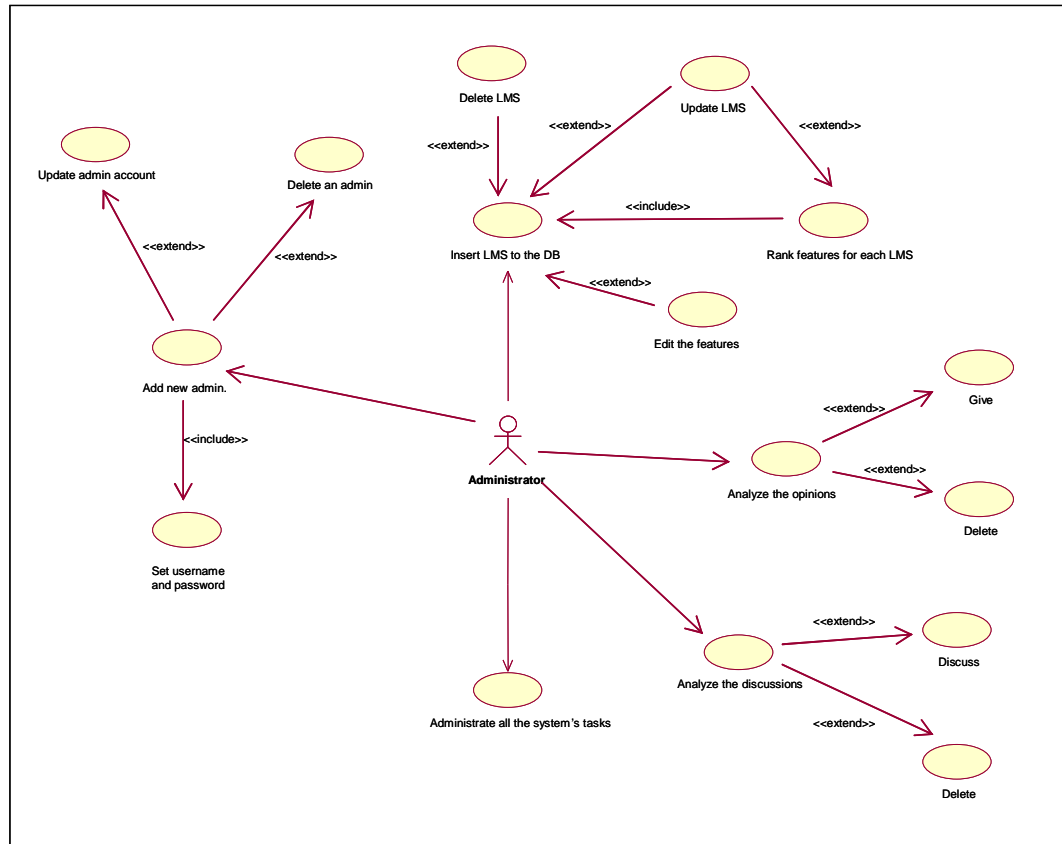 Delete LMS
Update LMS
<<extend>>
<<extend>>
<<extend>>
Update admin account
Delete an admin
<<include>>
<<extend>>
<<extend>>
Insert LMS to the DB
Rank features for each LMS
<<extend>>
Edit the features
Add new admin.
Give
<<extend>>
<<include>>
<<extend>>
Administrator
Analyze the opinions
Delete
Set username
and password
<<extend>>
Discuss
Analyze the discussions
Administrate all the system's tasks
<<extend>>
Delete